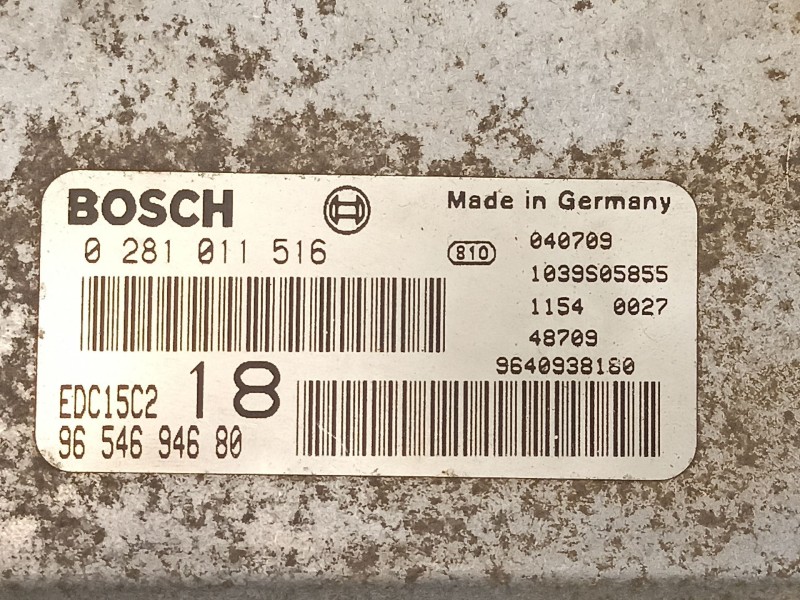 BOSCH
Made in Germany
0 281 011 516
810
040709
1039S05855
1154 0027
48709
9640938180
EDC15C2 18
96 546 946 80